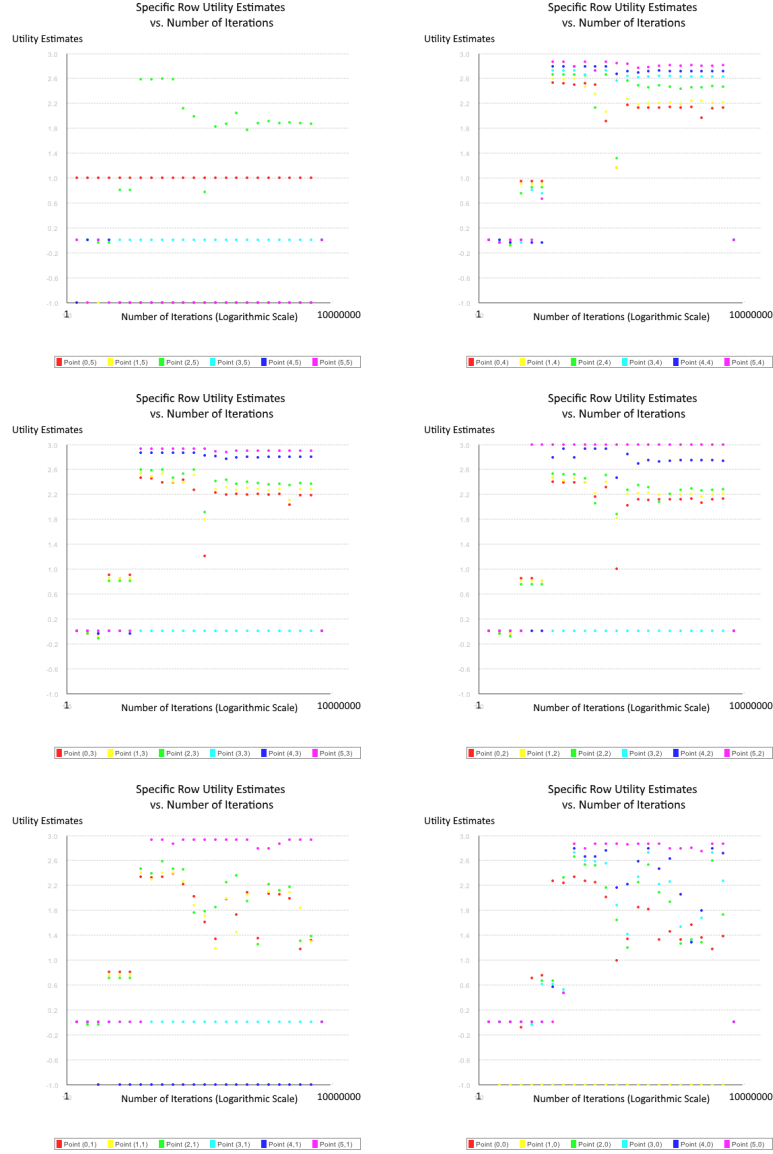 Specific Row Utility Estimates
vs. Number of Iterations
Utility Estimates
3.0
2.6
2.2
1.8
1.4
1.0
0.6
0.2
-0.2
-0.6
-1.0
1
Number of Iterations (Logarithmic Scale)
10000000
Point (0,5) Point (1,5) Point (2,5) Point (3,5) Point (4,5) Point (5,5)
Specific Row Utility Estimates
vs. Number of Iterations
Utility Estimates
3.0
2.6
2.2
1.8
1.4
1.0
0.6
0.2
-0.2
-0.6
-1.0
1
Number of Iterations (Logarithmic Scale)
10000000
Point (0,4) Point (1,4) Point (2,4) Point (3,4) Point (4,4) Point (5,4)
Specific Row Utility Estimates
vs. Number of Iterations
Utility Estimates
3.0
2.6
2.2
1.8
1.4
1.0
0.6
0.2
-0.2
-0.6
-1.0
1
Number of Iterations (Logarithmic Scale)
10000000
Point (0,3) Point (1,3) Point (2,3) Point (3,3) Point (4,3) Point (5,3)
Specific Row Utility Estimates
vs. Number of Iterations
Utility Estimates
3.0
2.6
2.2
1.8
1.4
1.0
0.6
0.2
-0.2
-0.6
-1.0
1
Number of Iterations (Logarithmic Scale)
10000000
Point (0,2) Point (1,2) Point (2,2) Point (3,2) Point (4,2) Point (5,2)
Specific Row Utility Estimates
vs. Number of Iterations
Utility Estimates
3.0
2.6
2.2
1.8
1.4
1.0
0.6
0.2
-0.2
-0.6
-1.0
1
Number of Iterations (Logarithmic Scale)
10000000
Point (0,1) Point (1,1) Point (2,1) Point (3,1) Point (4,1) Point (5,1)
Specific Row Utility Estimates
vs. Number of Iterations
Utility Estimates
3.0
2.6
2.2
1.8
1.4
1.0
0.6
0.2
-0.2
-0.6
-1.0
1
Number of Iterations (Logarithmic Scale)
10000000
Point (0,0) Point (1,0) Point (2,0) Point (3,0) Point (4,0) Point (5,0)